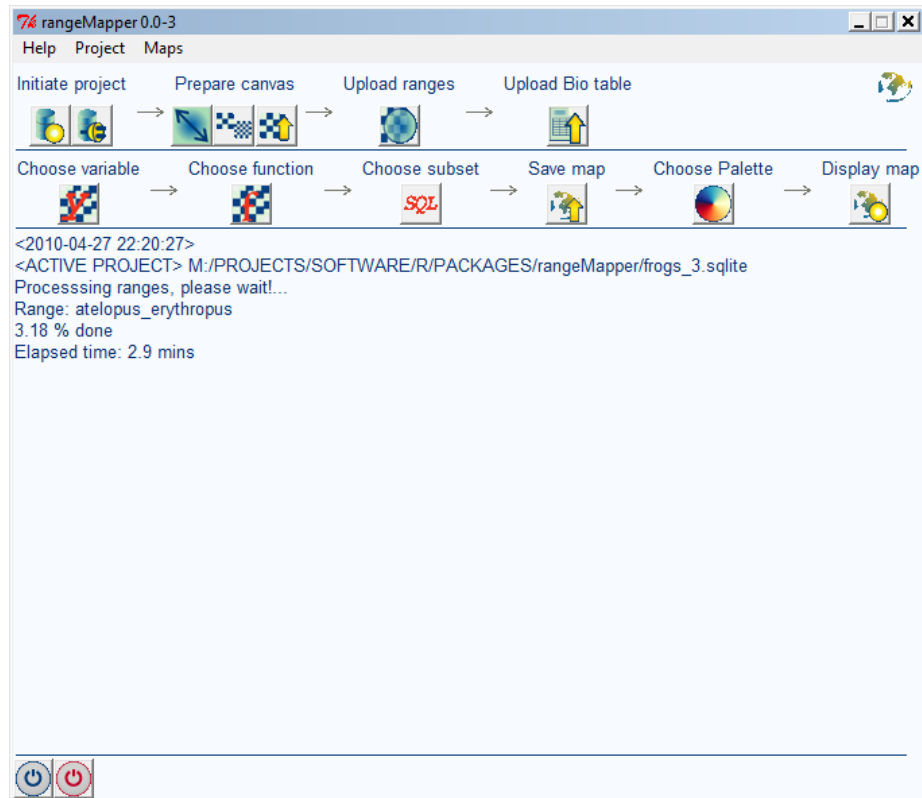 rangeMapper 0.0-3
Help Project Maps
Initiate project Prepare canvas Upload ranges Upload Bio table
Choose variable Choose function Choose subset Save map Choose Palette Display map
y f SQL
<2010-04-27 22:20:27>
<ACTIVE PROJECT> M:/PROJECTS/SOFTWARE/R/PACKAGES/rangeMapper/frogs_3.sqlite
Processsing ranges, please wait!...
Range: atelopus_erythropus
3.18 % done
Elapsed time: 2.9 mins